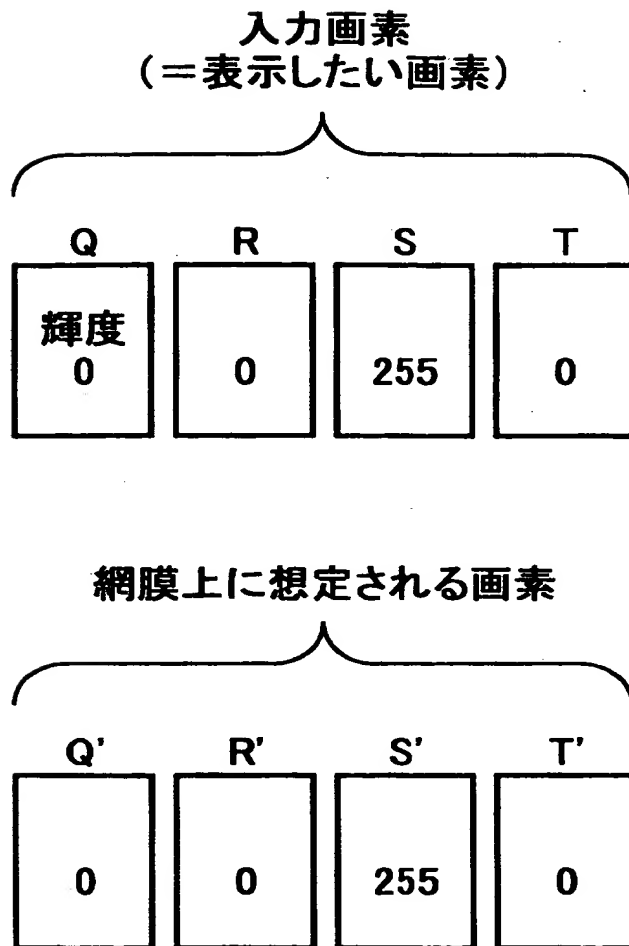 入力画素
(＝表示したい画素)
Q R S T
輝度
0 0 255 0
網膜上に想定される画素
Q' R' S' T'
0 0 255 0